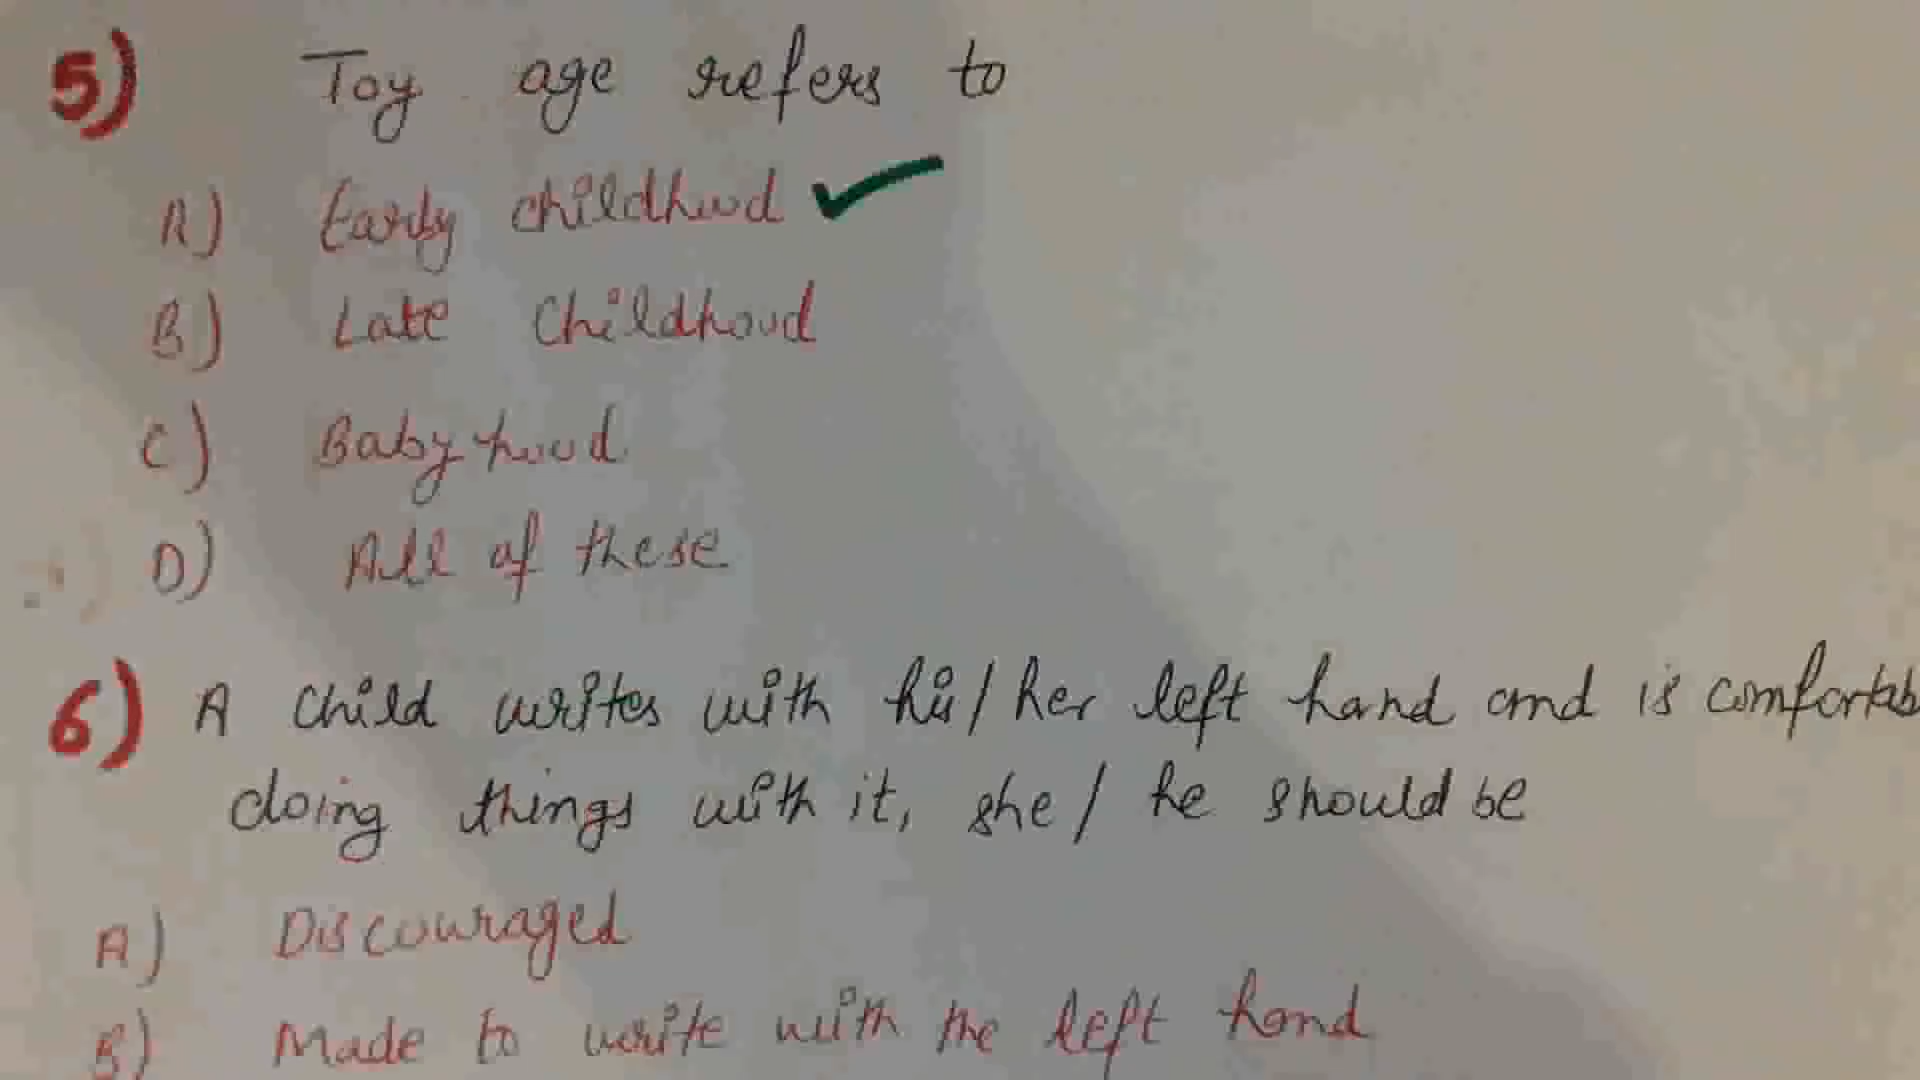 5) Toy age refers to
A) Early childhood ✓
B) Late Childhood
C) Babyhood
D) All of these
6) A child writes with his/her left hand and is comfortab
doing things with it, she/he should be
A) Discouraged
B) Made to write with the left hand